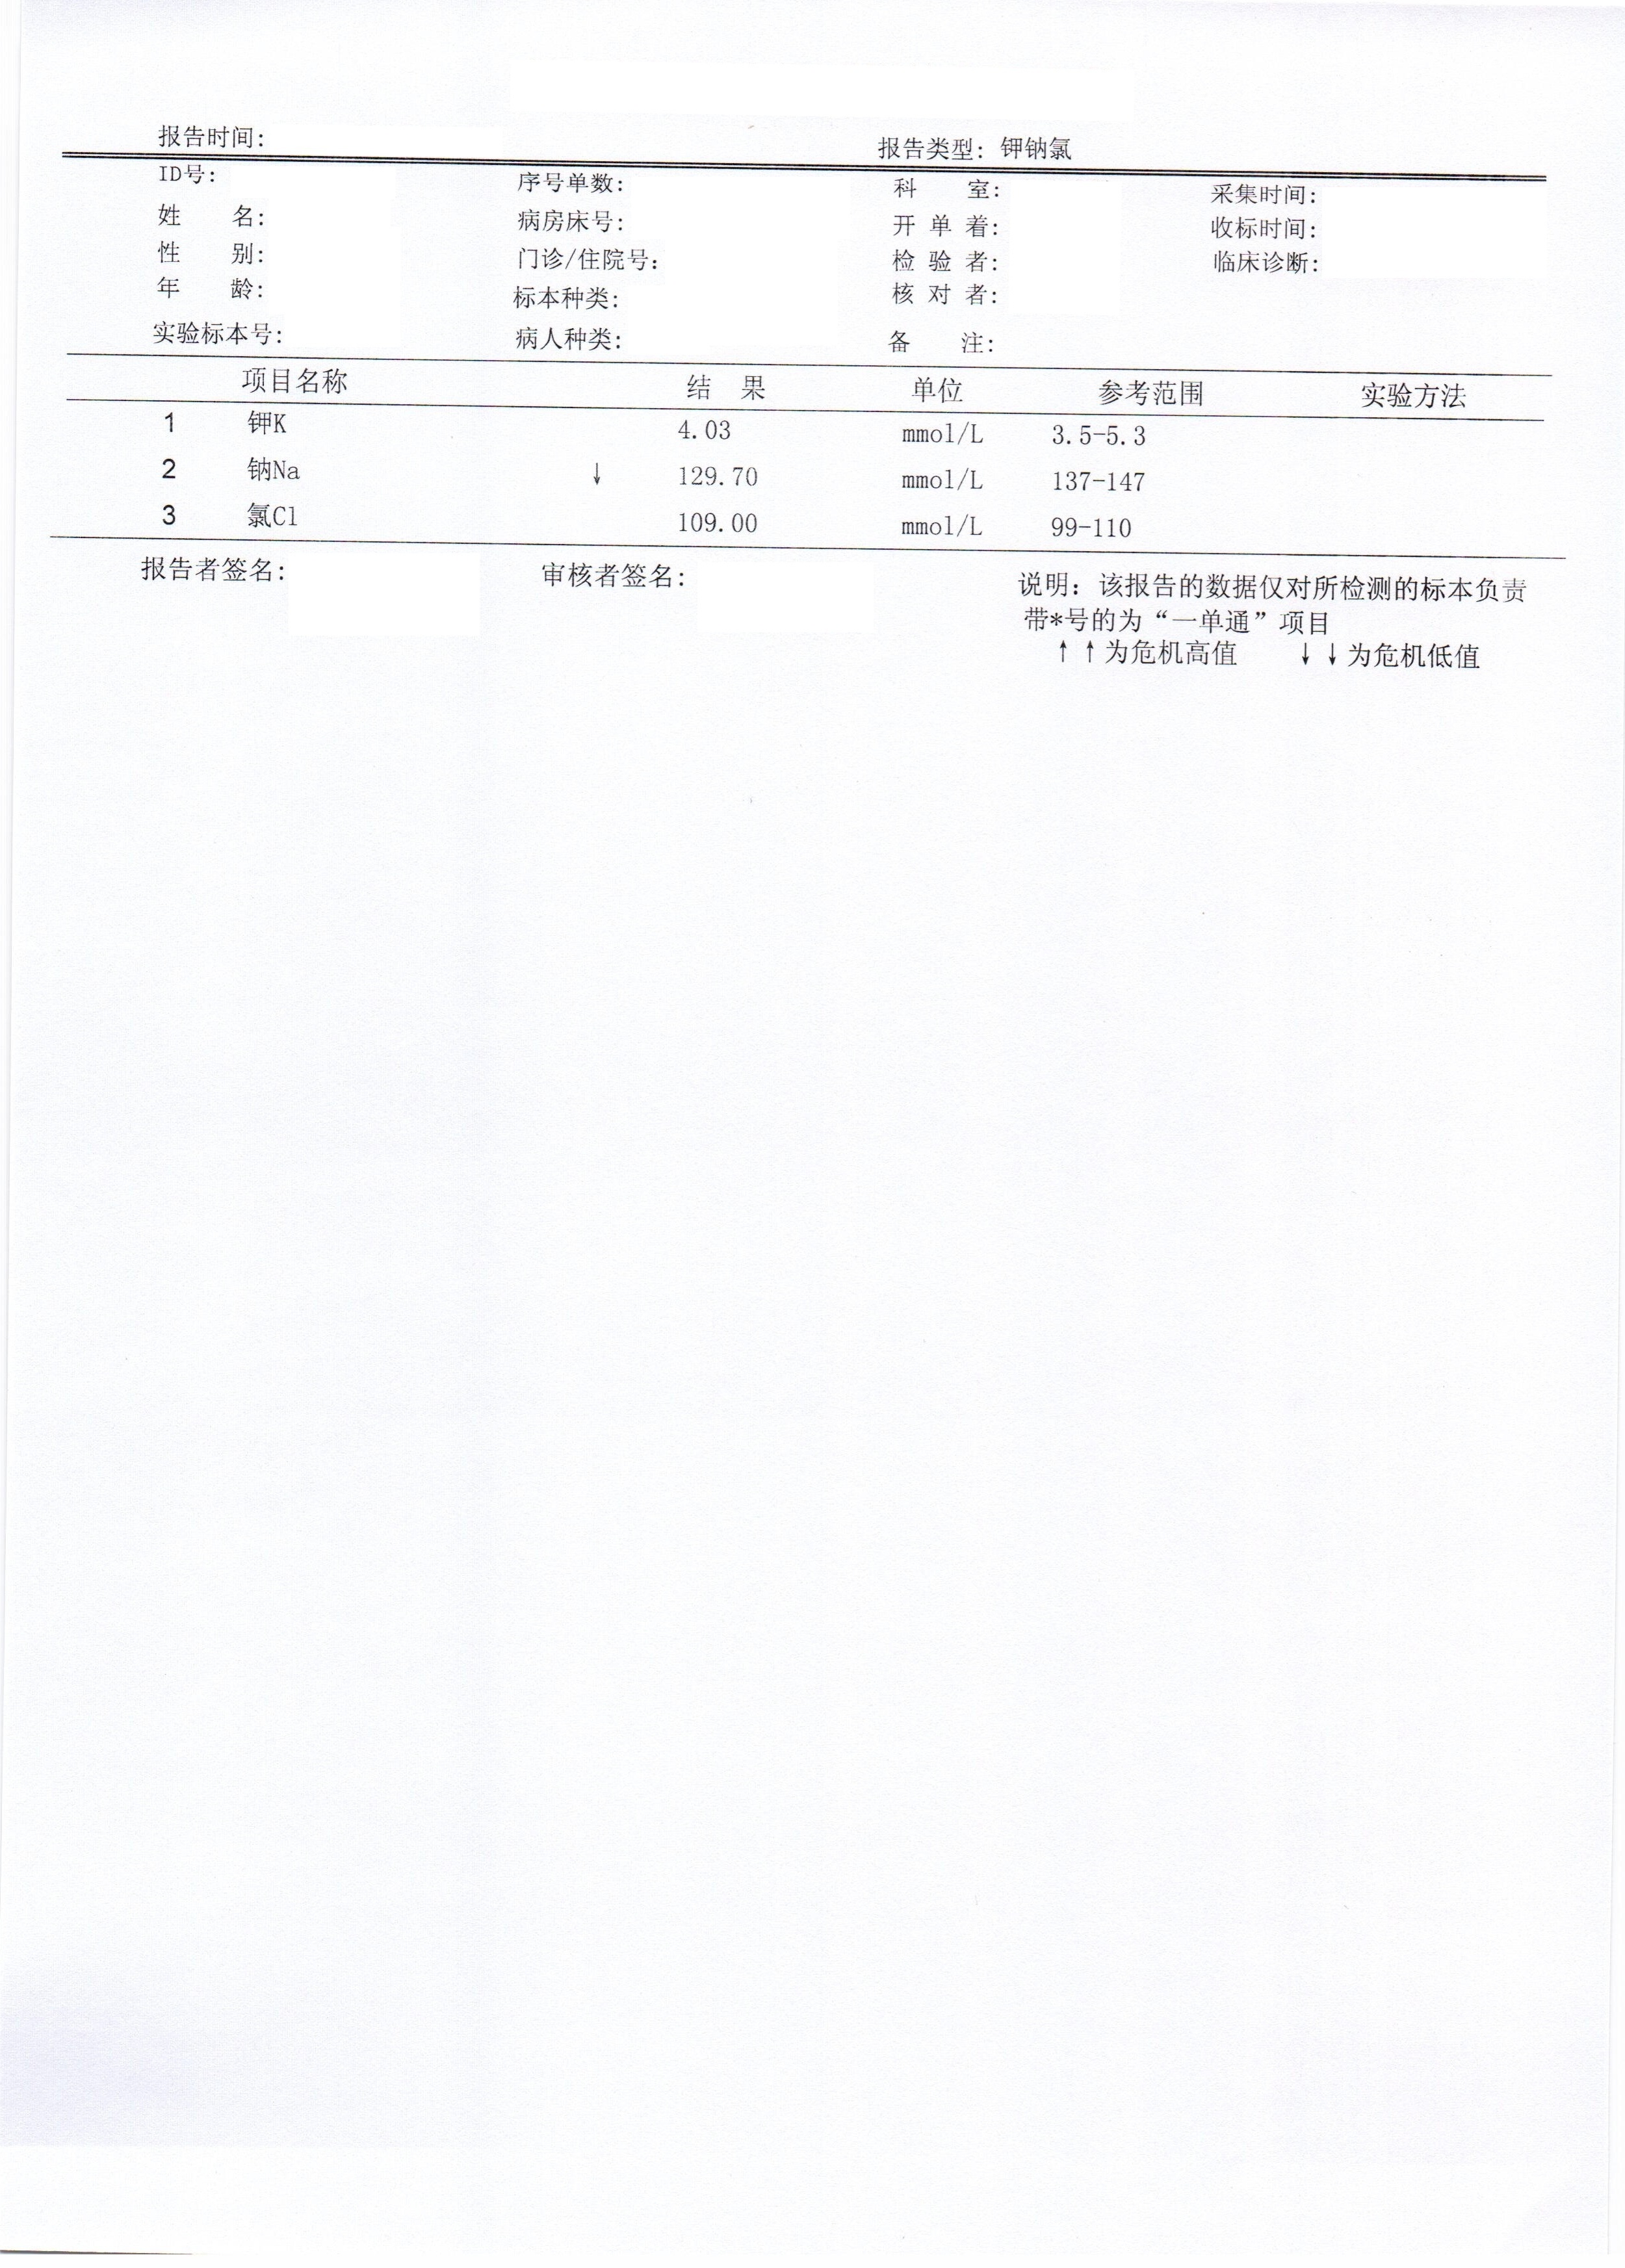 报告时间: 报告类型: 钾钠氯
ID号: 序号单数: 科 室: 采集时间:
姓 名: 病房床号: 开 单 着: 收标时间:
性 别: 门诊/住院号: 检 验 者: 临床诊断:
年 龄: 标本种类: 核 对 者:
实验标本号: 病人种类: 备 注:
项目名称 结 果 单位 参考范围 实验方法
1 钾K 4.03 mmol/L 3.5-5.3
2 钠Na ↓ 129.70 mmol/L 137-147
3 氯Cl 109.00 mmol/L 99-110
报告者签名: 审核者签名: 说明: 该报告的数据仅对所检测的标本负责
带*号的为“一单通”项目
↑↑为危机高值 ↓↓为危机低值